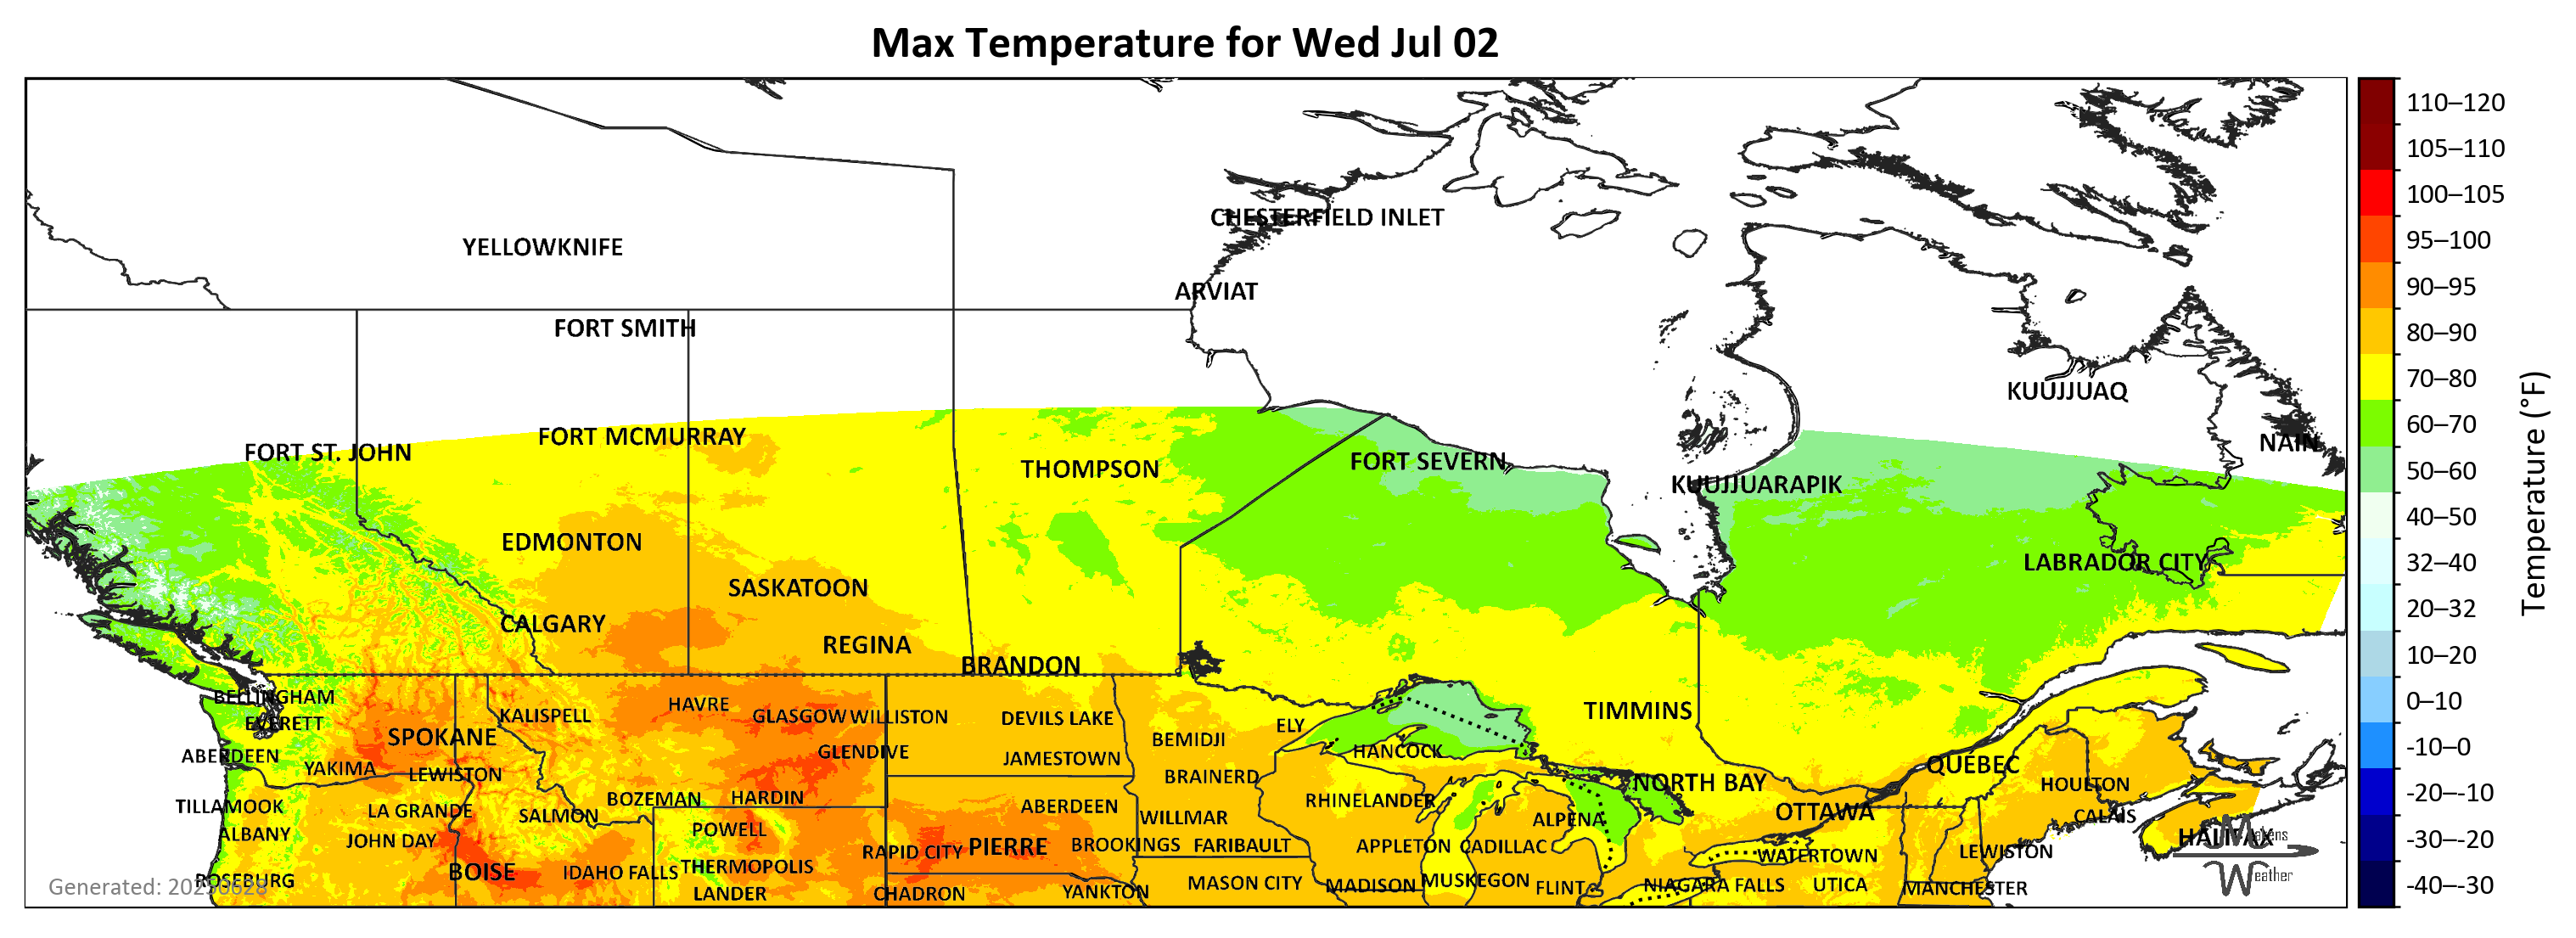 Max Temperature for Wed Jul 02
CHESTERFIELD INLET
YELLOWKNIFE
ARVIAT
FORT SMITH
KUUJJUAQ
FORT MCMURRAY
NAIN
FORT ST. JOHN
FORT SEVERN
THOMPSON
KUUJJUARAPIK
EDMONTON
LABRADOR CITY
SASKATOON
CALGARY
REGINA
BRANDON
BELLINGHAM
HAVRE
TIMMINS
KALISPELL
GLASGOW WILLISTON
DEVILS LAKE
EVERETT
ELY
SPOKANE
BEMIDJI
HANCOCK
GLENDIVE
ABERDEEN
JAMESTOWN
QUÉBEC
YAKIMA
LEWISTON
BRAINERD
NORTH BAY
HOULTON
BOZEMAN
HARDIN
RHINELANDER
TILLAMOOK
LA GRANDE
SALMON
ABERDEEN
WILLMAR
ALPENA
OTTAWA
CALAIS
ALBANY
JOHN DAY
POWELL
HALIFAX
RAPID CITY
PIERRE
BROOKINGS
FARIBAULT
APPLETON
CADILLAC
WATERTOWN
LEWISTON
BOISE
IDAHO FALLS
THERMOPOLIS
ROSEBURG
LANDER
CHADRON
YANKTON
MASON CITY
MADISON
MUSKEGON
FLINT
NIAGARA FALLS
UTICA
MANCHESTER
Generated: 20250628
Makens
Weather
110–120
105–110
100–105
95–100
90–95
80–90
70–80
60–70
50–60
40–50
32–40
20–32
10–20
0–10
-10–0
-20–-10
-30–-20
-40–-30
Temperature (°F)